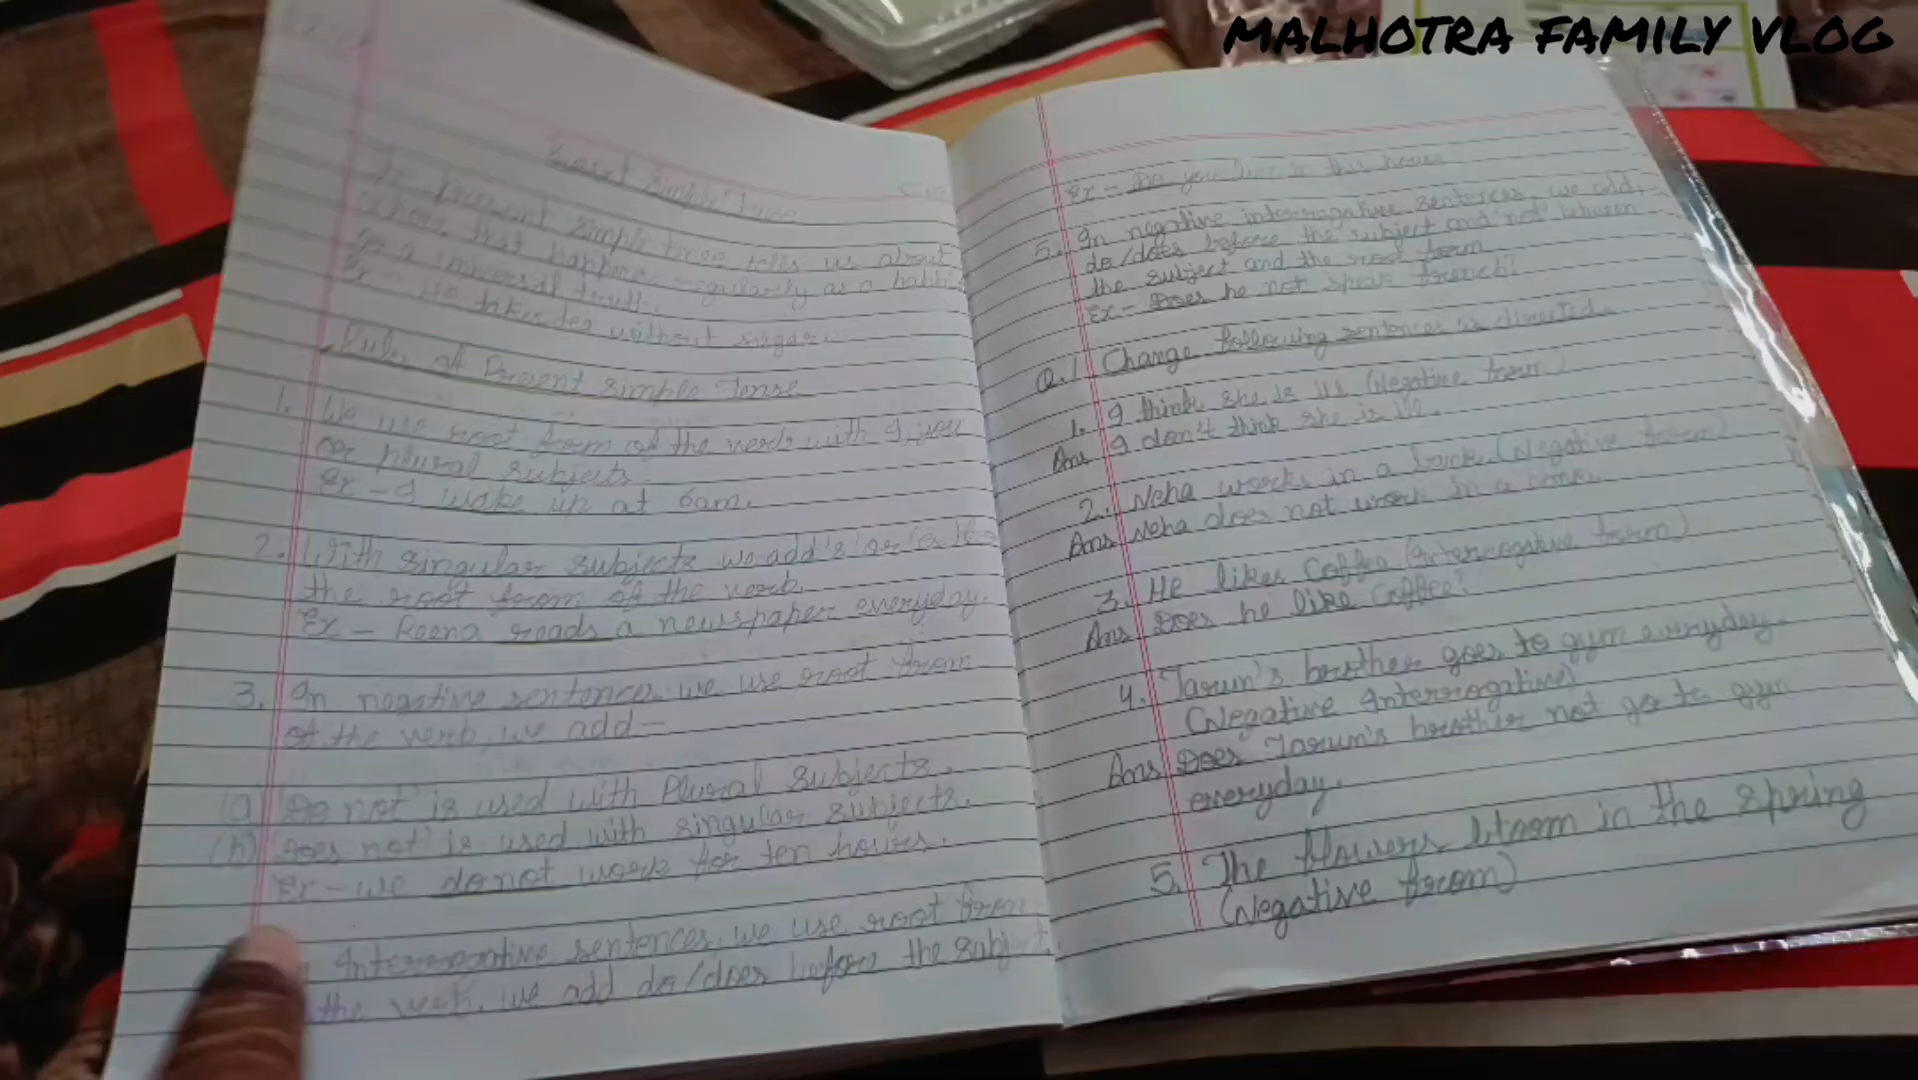 MALHOTRA FAMILY VLOG
Present Simple Tense
Present Simple tense tells us about
that happens regularly as a habbit
or a universal truth.
Ex - He takes tea without sugar.
Rules of Present Simple Tense
1. We use root form of the verb with I, you
or plural subjects.
Ex - I wake up at 6am.
2. With singular subjects we add 's' or 'es' to
the root form of the verb.
Ex - Reena reads a newspaper everyday.
3. In negative sentences we use root from
of the verb, we add -
(a) 'Do not' is used with Plural Subjects.
(b) 'Does not' is used with singular subjects.
Ex - we do not work for ten hours.
Interrogative sentences, we use root from
the verb, we add do/does before the subject
Ex - Do you live in this house
5. In negative interrogative sentences, we add,
do/does before the subject and 'not' between
the subject and the root form
Ex - Does he not speak French?
Q.1 Change following sentences is directed.
1. I think she is ill (Negative form)
Ans I don't think she is ill.
2. Neha works in a bank. (Negative form)
Ans Neha does not work in a bank.
3. He likes Coffee (Interrogative form)
Ans Does he like Coffee?
4. Tarun's brother goes to gym everyday.
(Negative Interrogative)
Ans Does Tarun's brother not go to gym
everyday.
5. The flowers bloom in the spring
(Negative from)